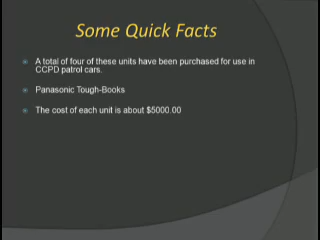 Some Quick Facts
A total of four of these units have been purchased for use in
CCPD patrol cars.
Panasonic Tough-Books
The cost of each unit is about $5000.00